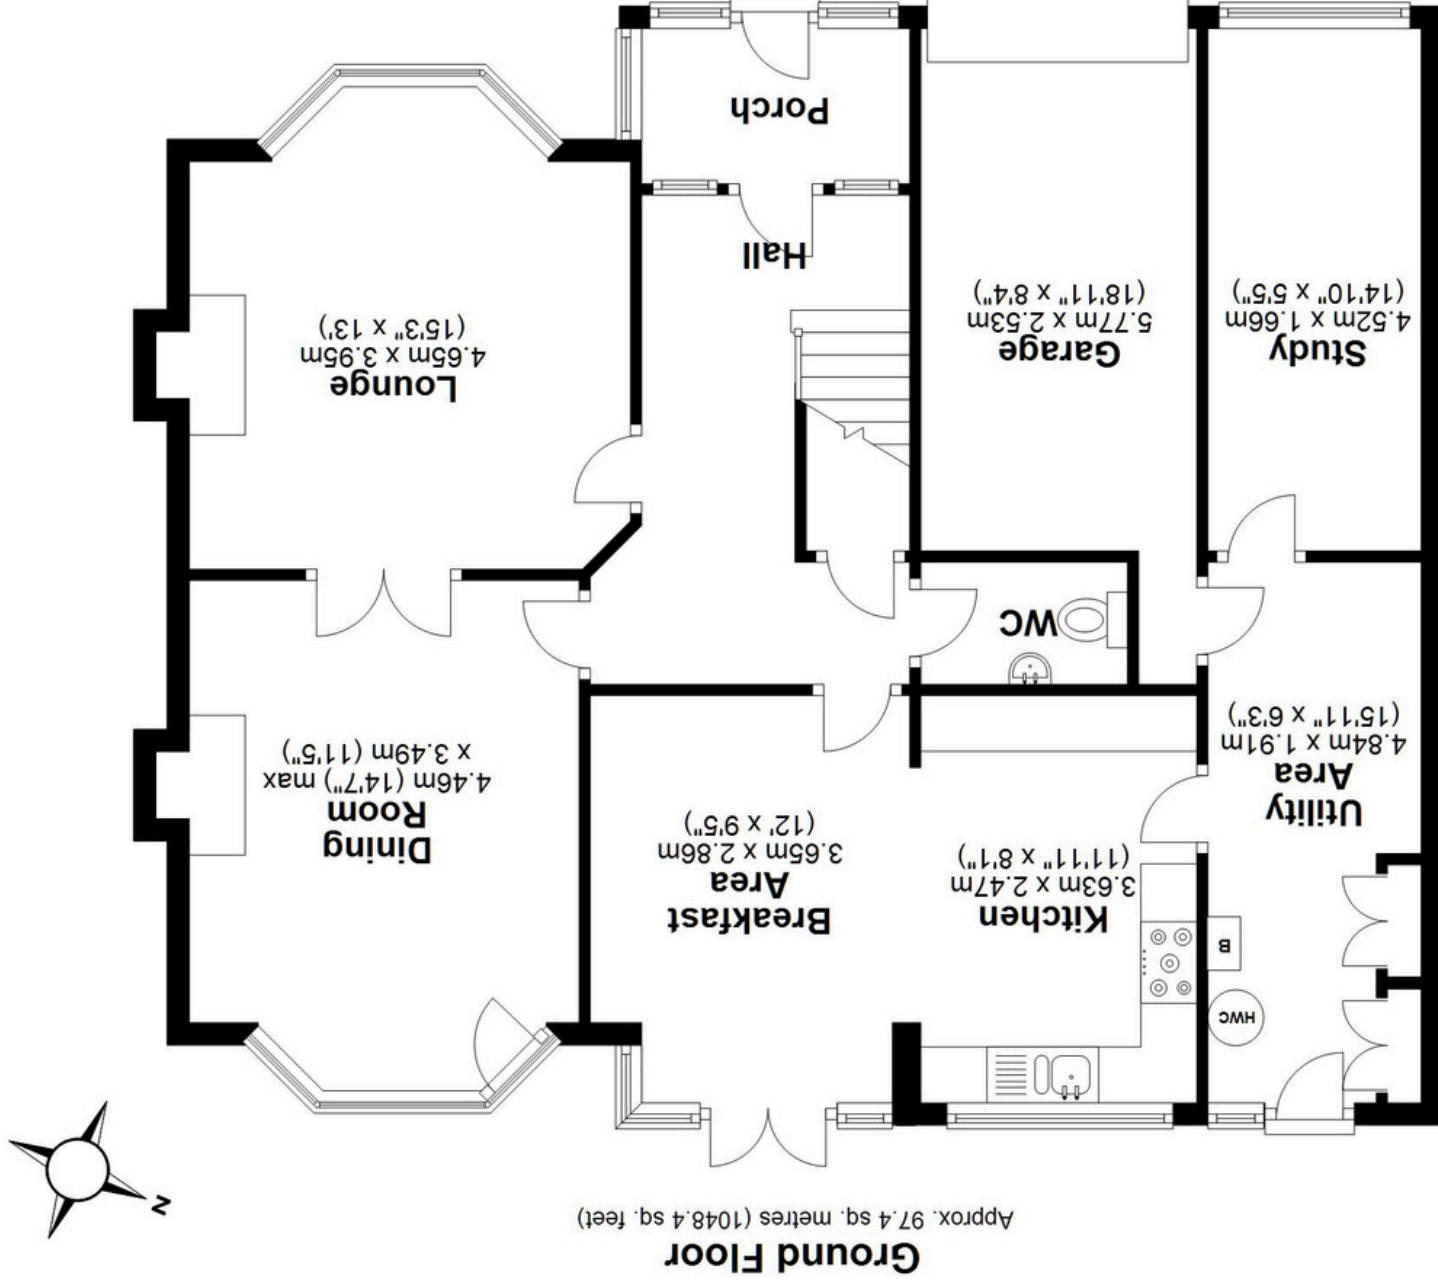 Ground Floor
Approx. 97.4 sq. metres (1048.4 sq. feet)
N
HWC
B
Utility
Area
4.84m x 1.91m
(15'11" x 6'3")
Kitchen
3.63m x 2.47m
(11'11" x 8'1")
Breakfast
Area
3.65m x 2.86m
(12' x 9'5")
Dining
Room
4.46m (14'7") max
x 3.49m (11'5")
WC
Study
4.52m x 1.66m
(14'10" x 5'5")
Garage
5.77m x 2.53m
(18'11" x 8'4")
Lounge
4.65m x 3.95m
(15'3" x 13')
Hall
Porch